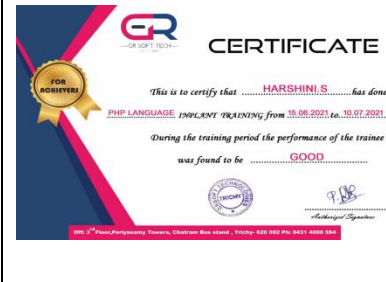 GR SOFT TECH
CERTIFICATE
FOR
ACHIEVERS
This is to certify that HARSHINI.S has done
PHP LANGUAGE INPLANT TRAINING from 15.06.2021 to 10.07.2021
During the training period the performance of the trainee
was found to be GOOD
TRICHY
Authorized Signature
Off: 3rd Floor,Periyasamy Towers, Chatram Bus stand , Trichy- 620 002 Ph: 0431 4000 594